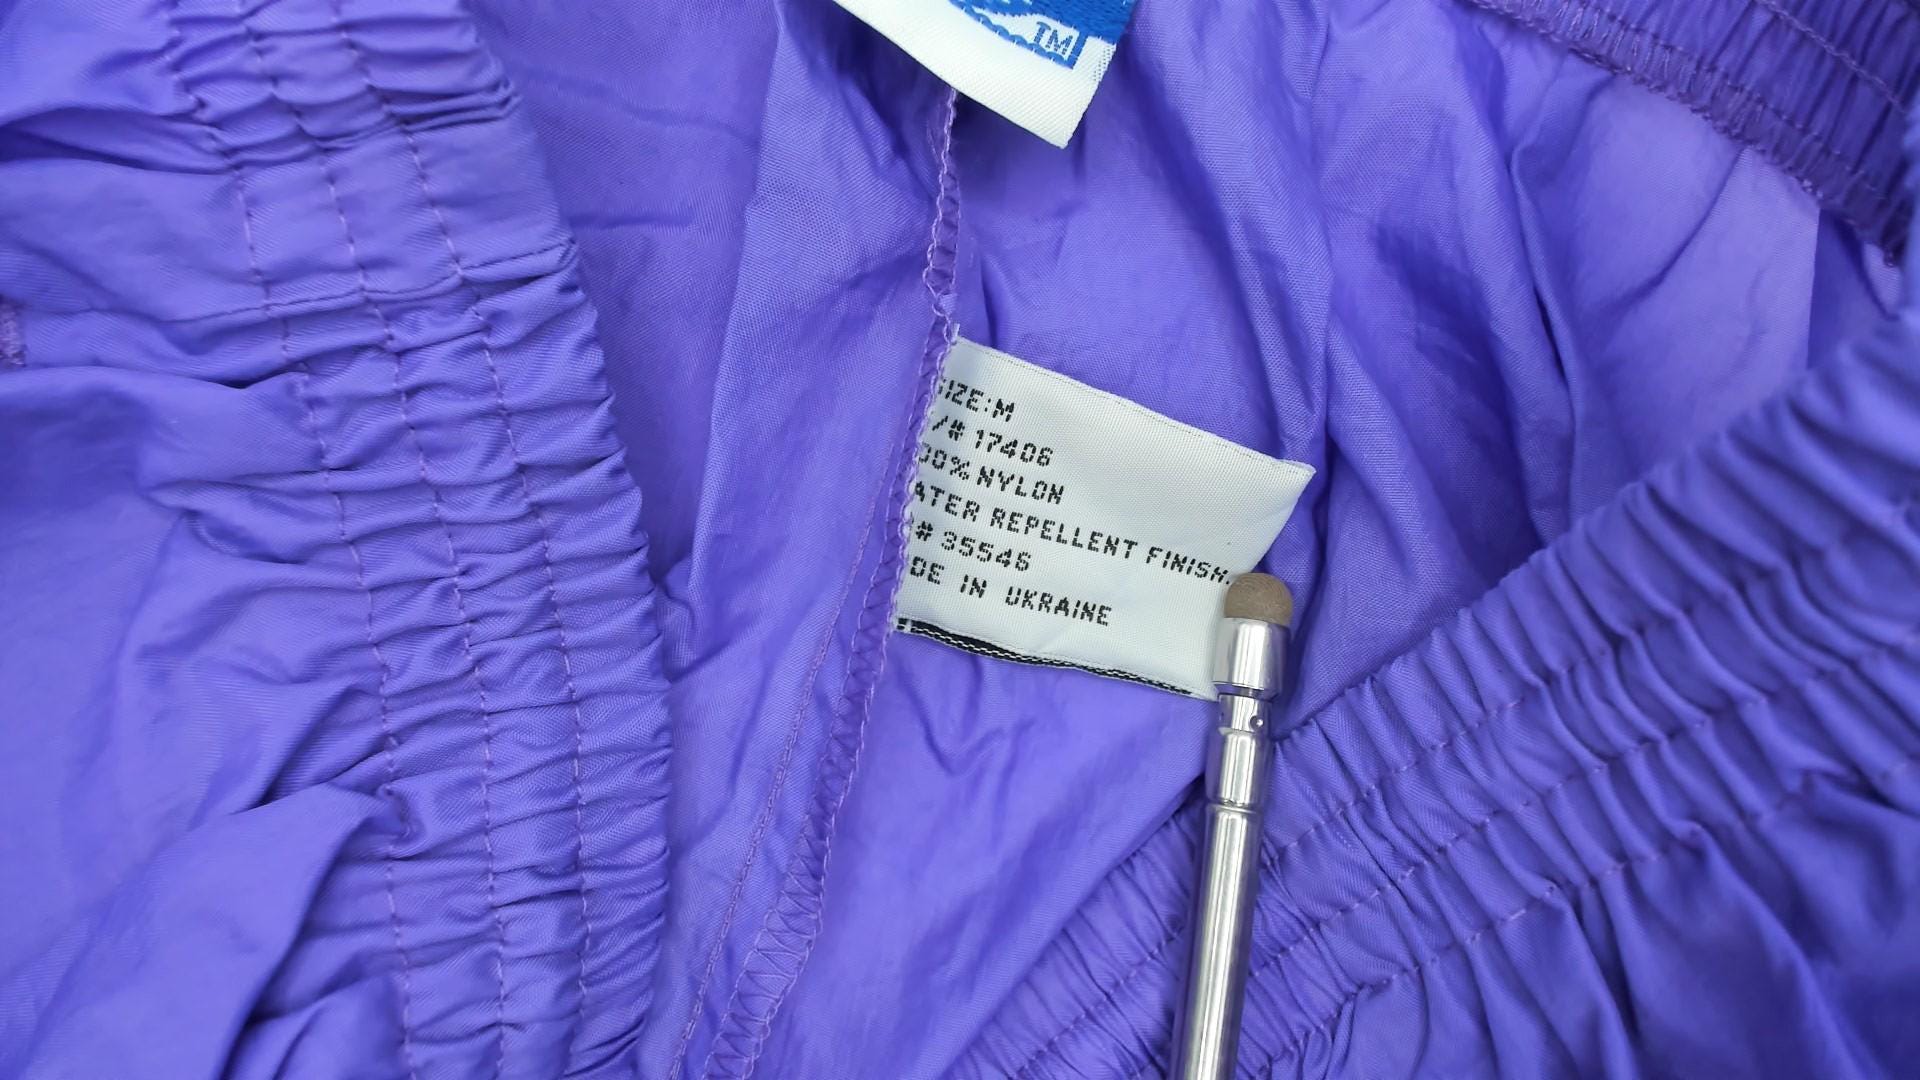 TM
SIZE:M
/# 17406
00% NYLON
ATER REPELLENT FINISH.
# 35546
DE IN UKRAINE